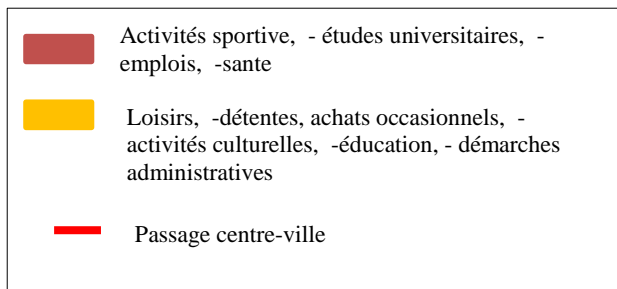 Activités sportive,  - études universitaires,  -
emplois,  -sante
Loisirs,  -détentes, achats occasionnels,  -
activités culturelles,  -éducation, - démarches
administratives
Passage centre-ville